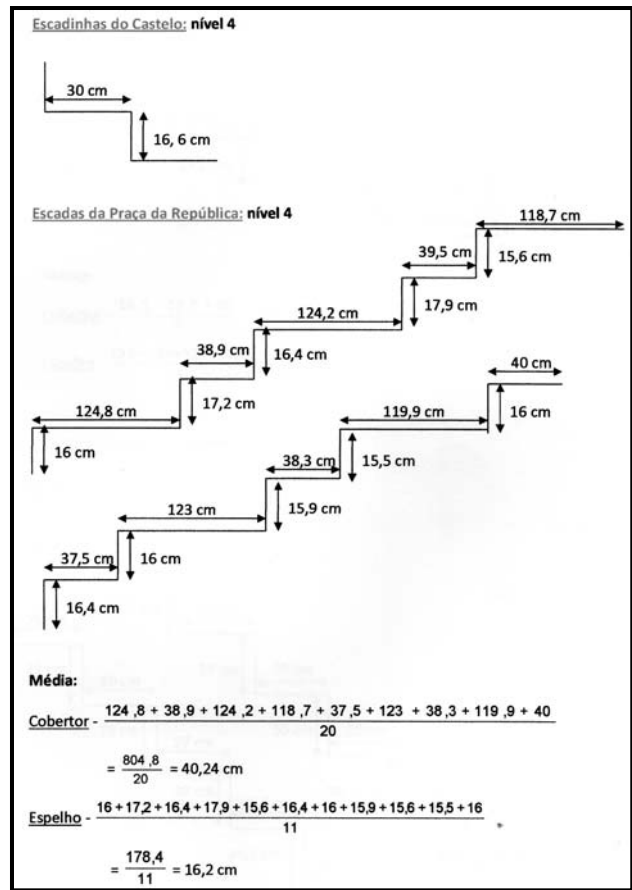 Escadinhas do Castelo: nível 4
30 cm
16, 6 cm
Escadas da Praça da República: nível 4
118,7 cm
39,5 cm
15,6 cm
124,2 cm
17,9 cm
38,9 cm
16,4 cm
40 cm
124,8 cm
17,2 cm
119,9 cm
16 cm
16 cm
38,3 cm
15,5 cm
123 cm
15,9 cm
37,5 cm
16 cm
16,4 cm
Média:
Cobertor - 124 ,8 + 38,9 + 124 ,2 + 118 ,7 + 37,5 + 123 + 38,3 + 119 ,9 + 40
20
= 804 ,8 / 20 = 40,24 cm
Espelho - 16 + 17,2 + 16,4 + 17,9 + 15,6 + 16,4 + 16 + 15,9 + 15,6 + 15,5 + 16
11
= 178,4 / 11 = 16,2 cm